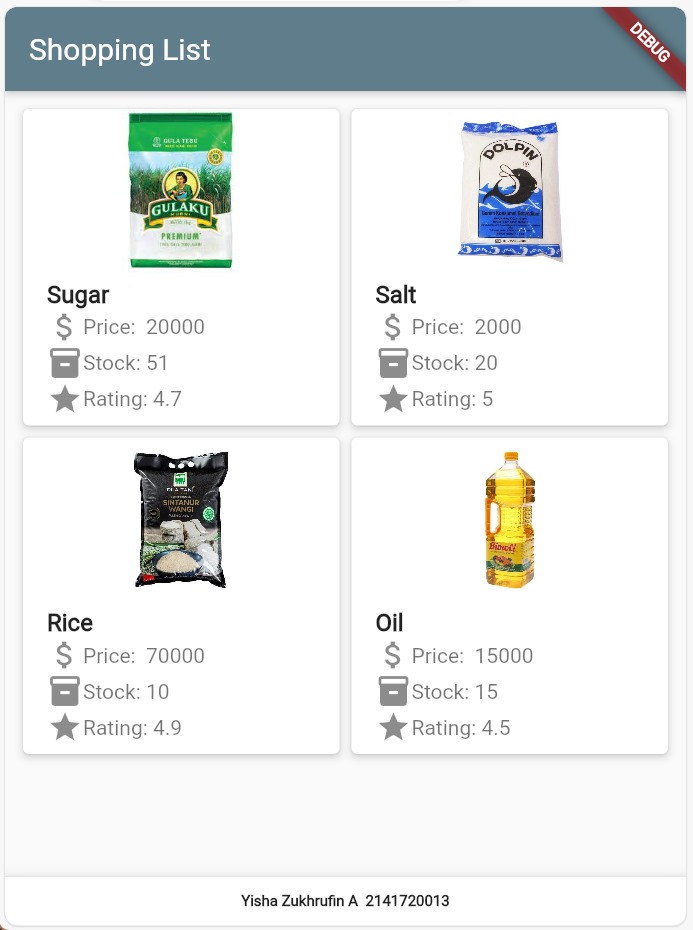 Shopping List
DEBUG
GULA TEBU
GULAKU
MURNI
PREMIUM
DOLPIN
Sugar
Price: 20000
Stock: 51
Rating: 4.7
Salt
Price: 2000
Stock: 20
Rating: 5
SINTANUR
WANGI
Bimoli
Rice
Price: 70000
Stock: 10
Rating: 4.9
Oil
Price: 15000
Stock: 15
Rating: 4.5
Yisha Zukhrufin A 2141720013